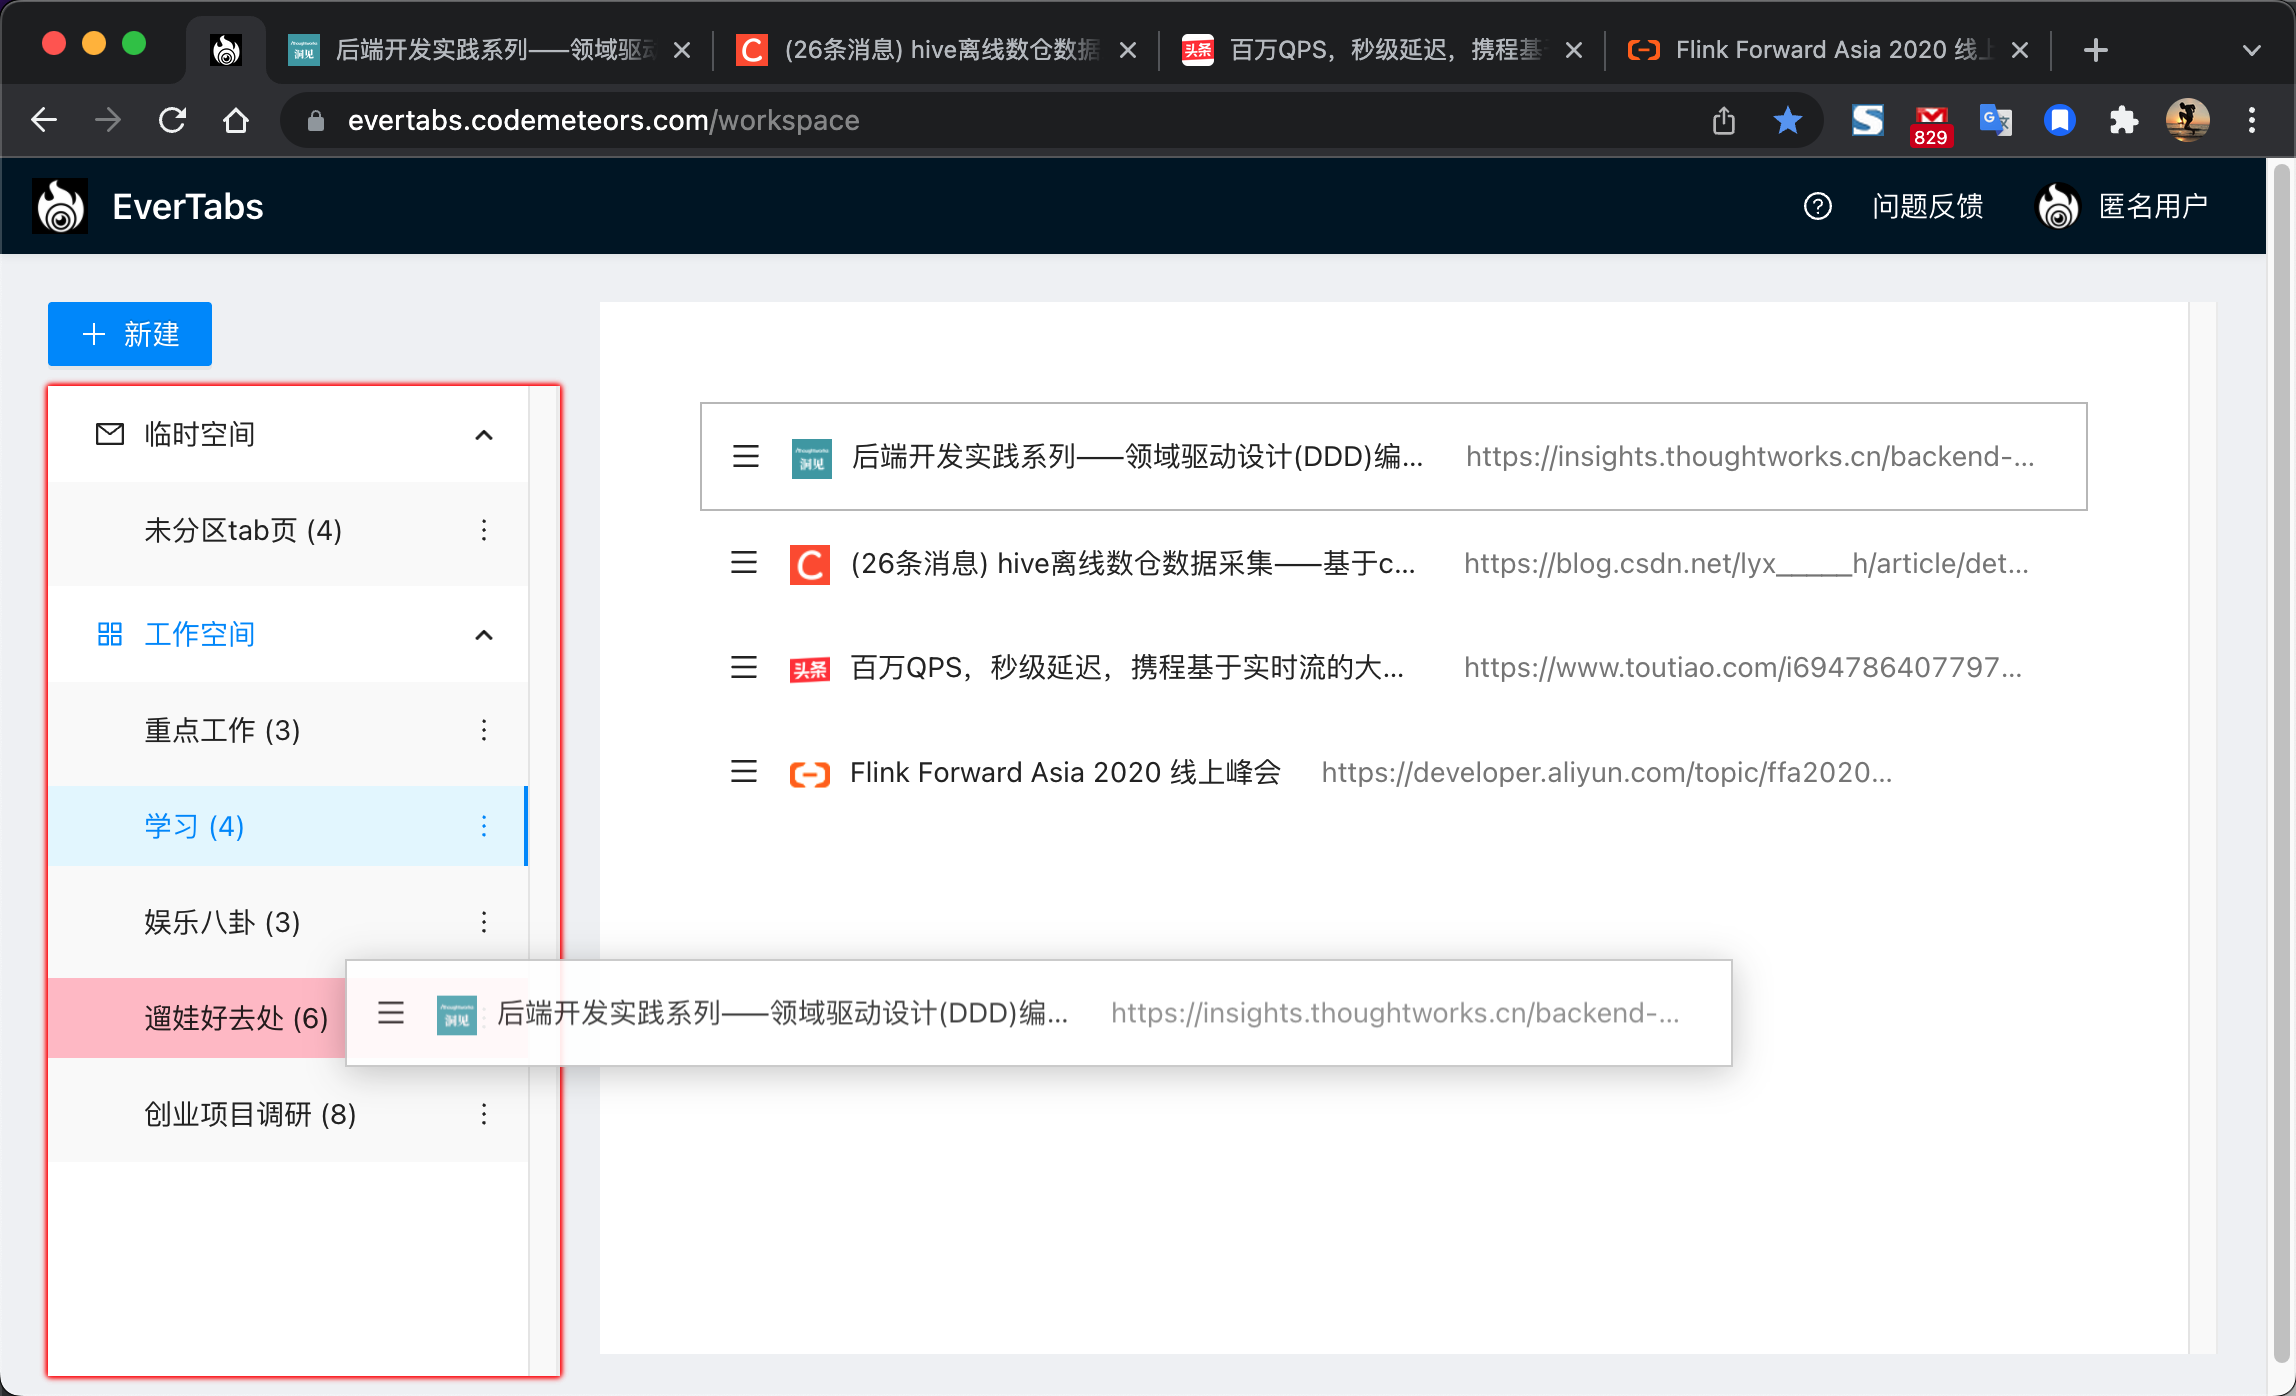 后端开发实践系列——领域驱动
(26条消息) hive离线数仓数据
百万QPS，秒级延迟，携程基
Flink Forward Asia 2020 线上
evertabs.codemeteors.com/workspace
829
EverTabs
问题反馈
匿名用户
新建
临时空间
未分区tab页 (4)
工作空间
重点工作 (3)
学习 (4)
娱乐八卦 (3)
遛娃好去处 (6)
创业项目调研 (8)
洞见 后端开发实践系列——领域驱动设计(DDD)编... https://insights.thoughtworks.cn/backend-...
C (26条消息) hive离线数仓数据采集——基于c... https://blog.csdn.net/lyx______h/article/det...
头条 百万QPS，秒级延迟，携程基于实时流的大... https://www.toutiao.com/i694786407797...
Flink Forward Asia 2020 线上峰会 https://developer.aliyun.com/topic/ffa2020...
洞见 后端开发实践系列——领域驱动设计(DDD)编... https://insights.thoughtworks.cn/backend-...